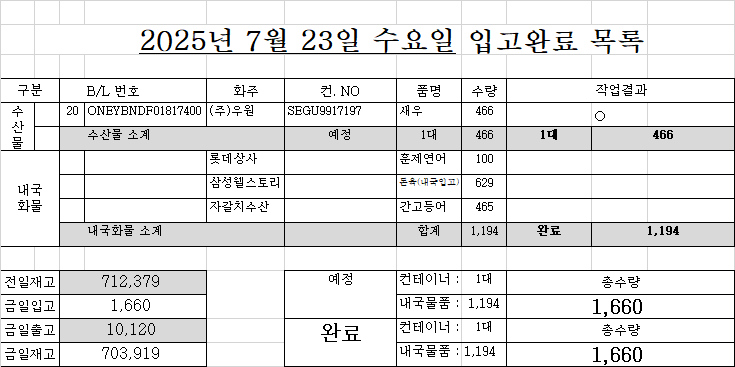 2025년 7월 23일 수요일 입고완료 목록
구분 B/L 번호 화주 컨. NO 품명 수량 작업결과
수산물 20 ONEYBNDF01817400 (주)우원 SEGU9917197 새우 466 ○
수산물 소계 예정 1대 466 1대 466
내국화물 롯데상사 훈제연어 100
삼성웰스토리 돈육(내국입고) 629
자갈치수산 간고등어 465
내국화물 소계 합계 1,194 완료 1,194
전일재고 712,379 예정 컨테이너 : 1대 총수량
금일입고 1,660 내국물품 : 1,194 1,660
금일출고 10,120 완료 컨테이너 : 1대 총수량
금일재고 703,919 내국물품 : 1,194 1,660